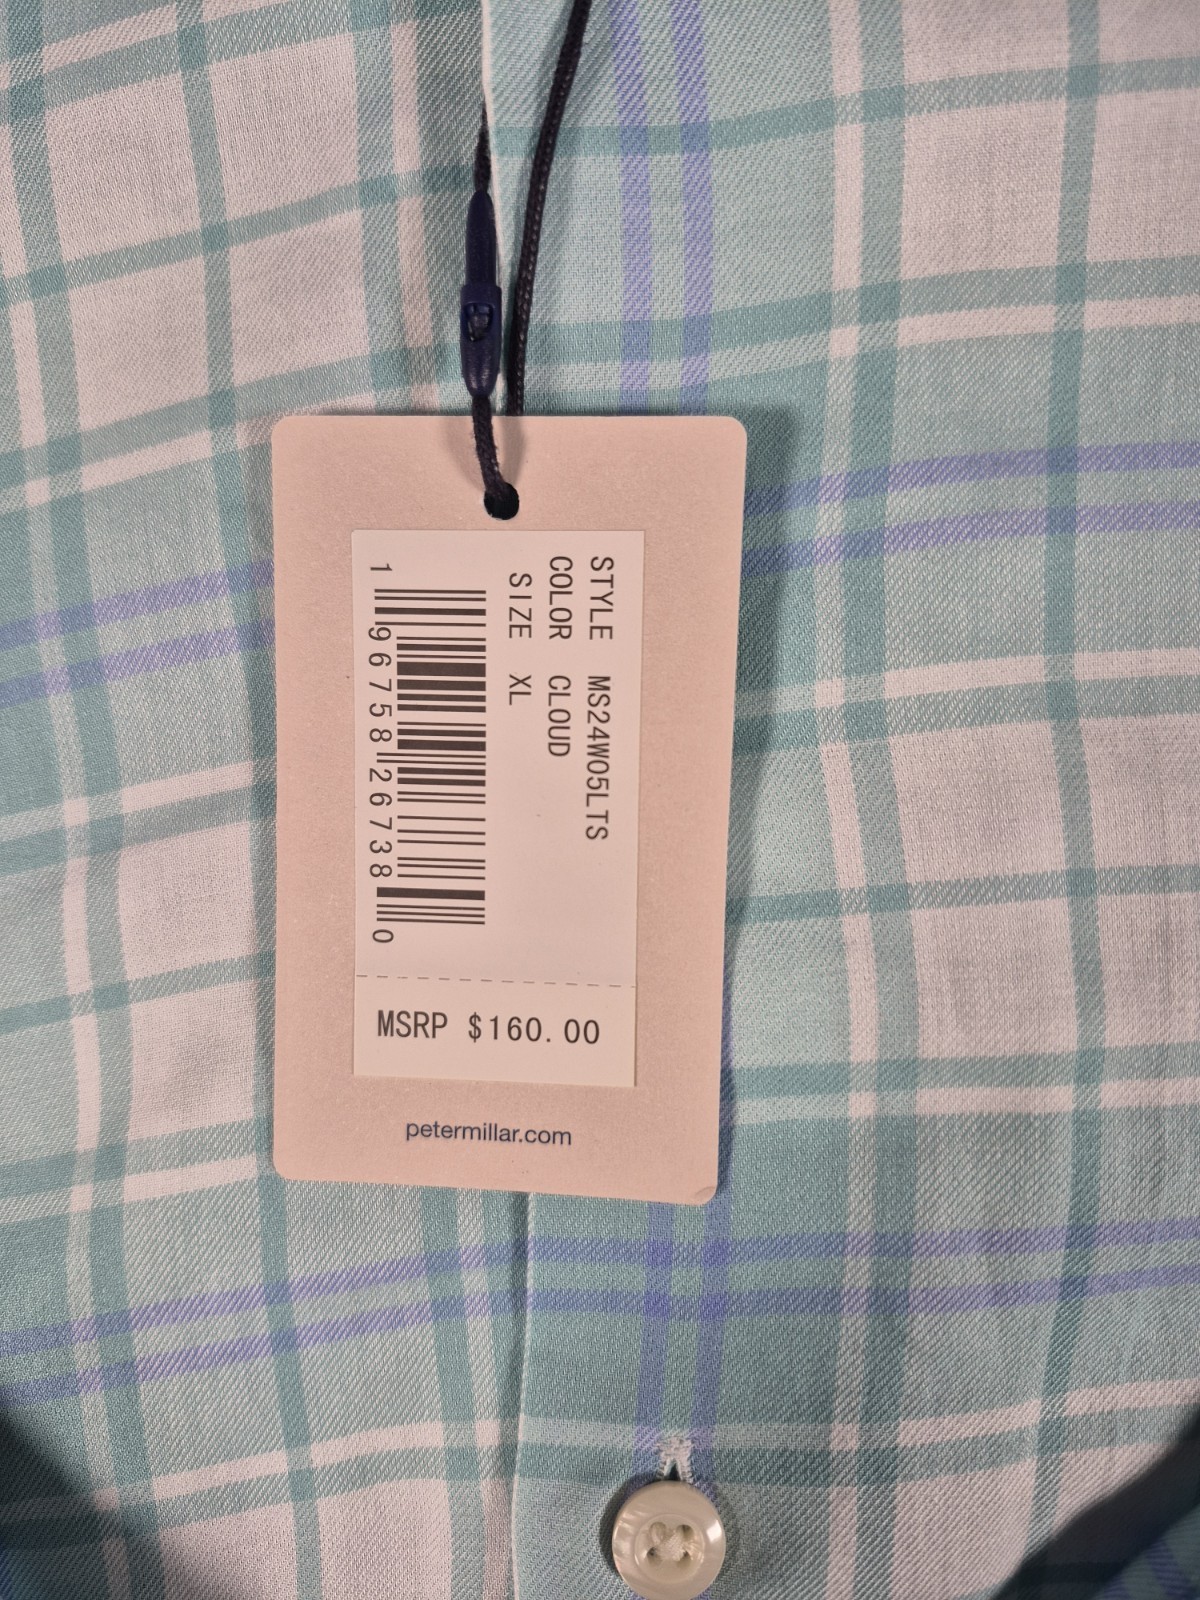 STYLE MS24W05LTS
COLOR CLOUD
SIZE XL
1 96758 26738 0
MSRP $160.00
petermillar.com